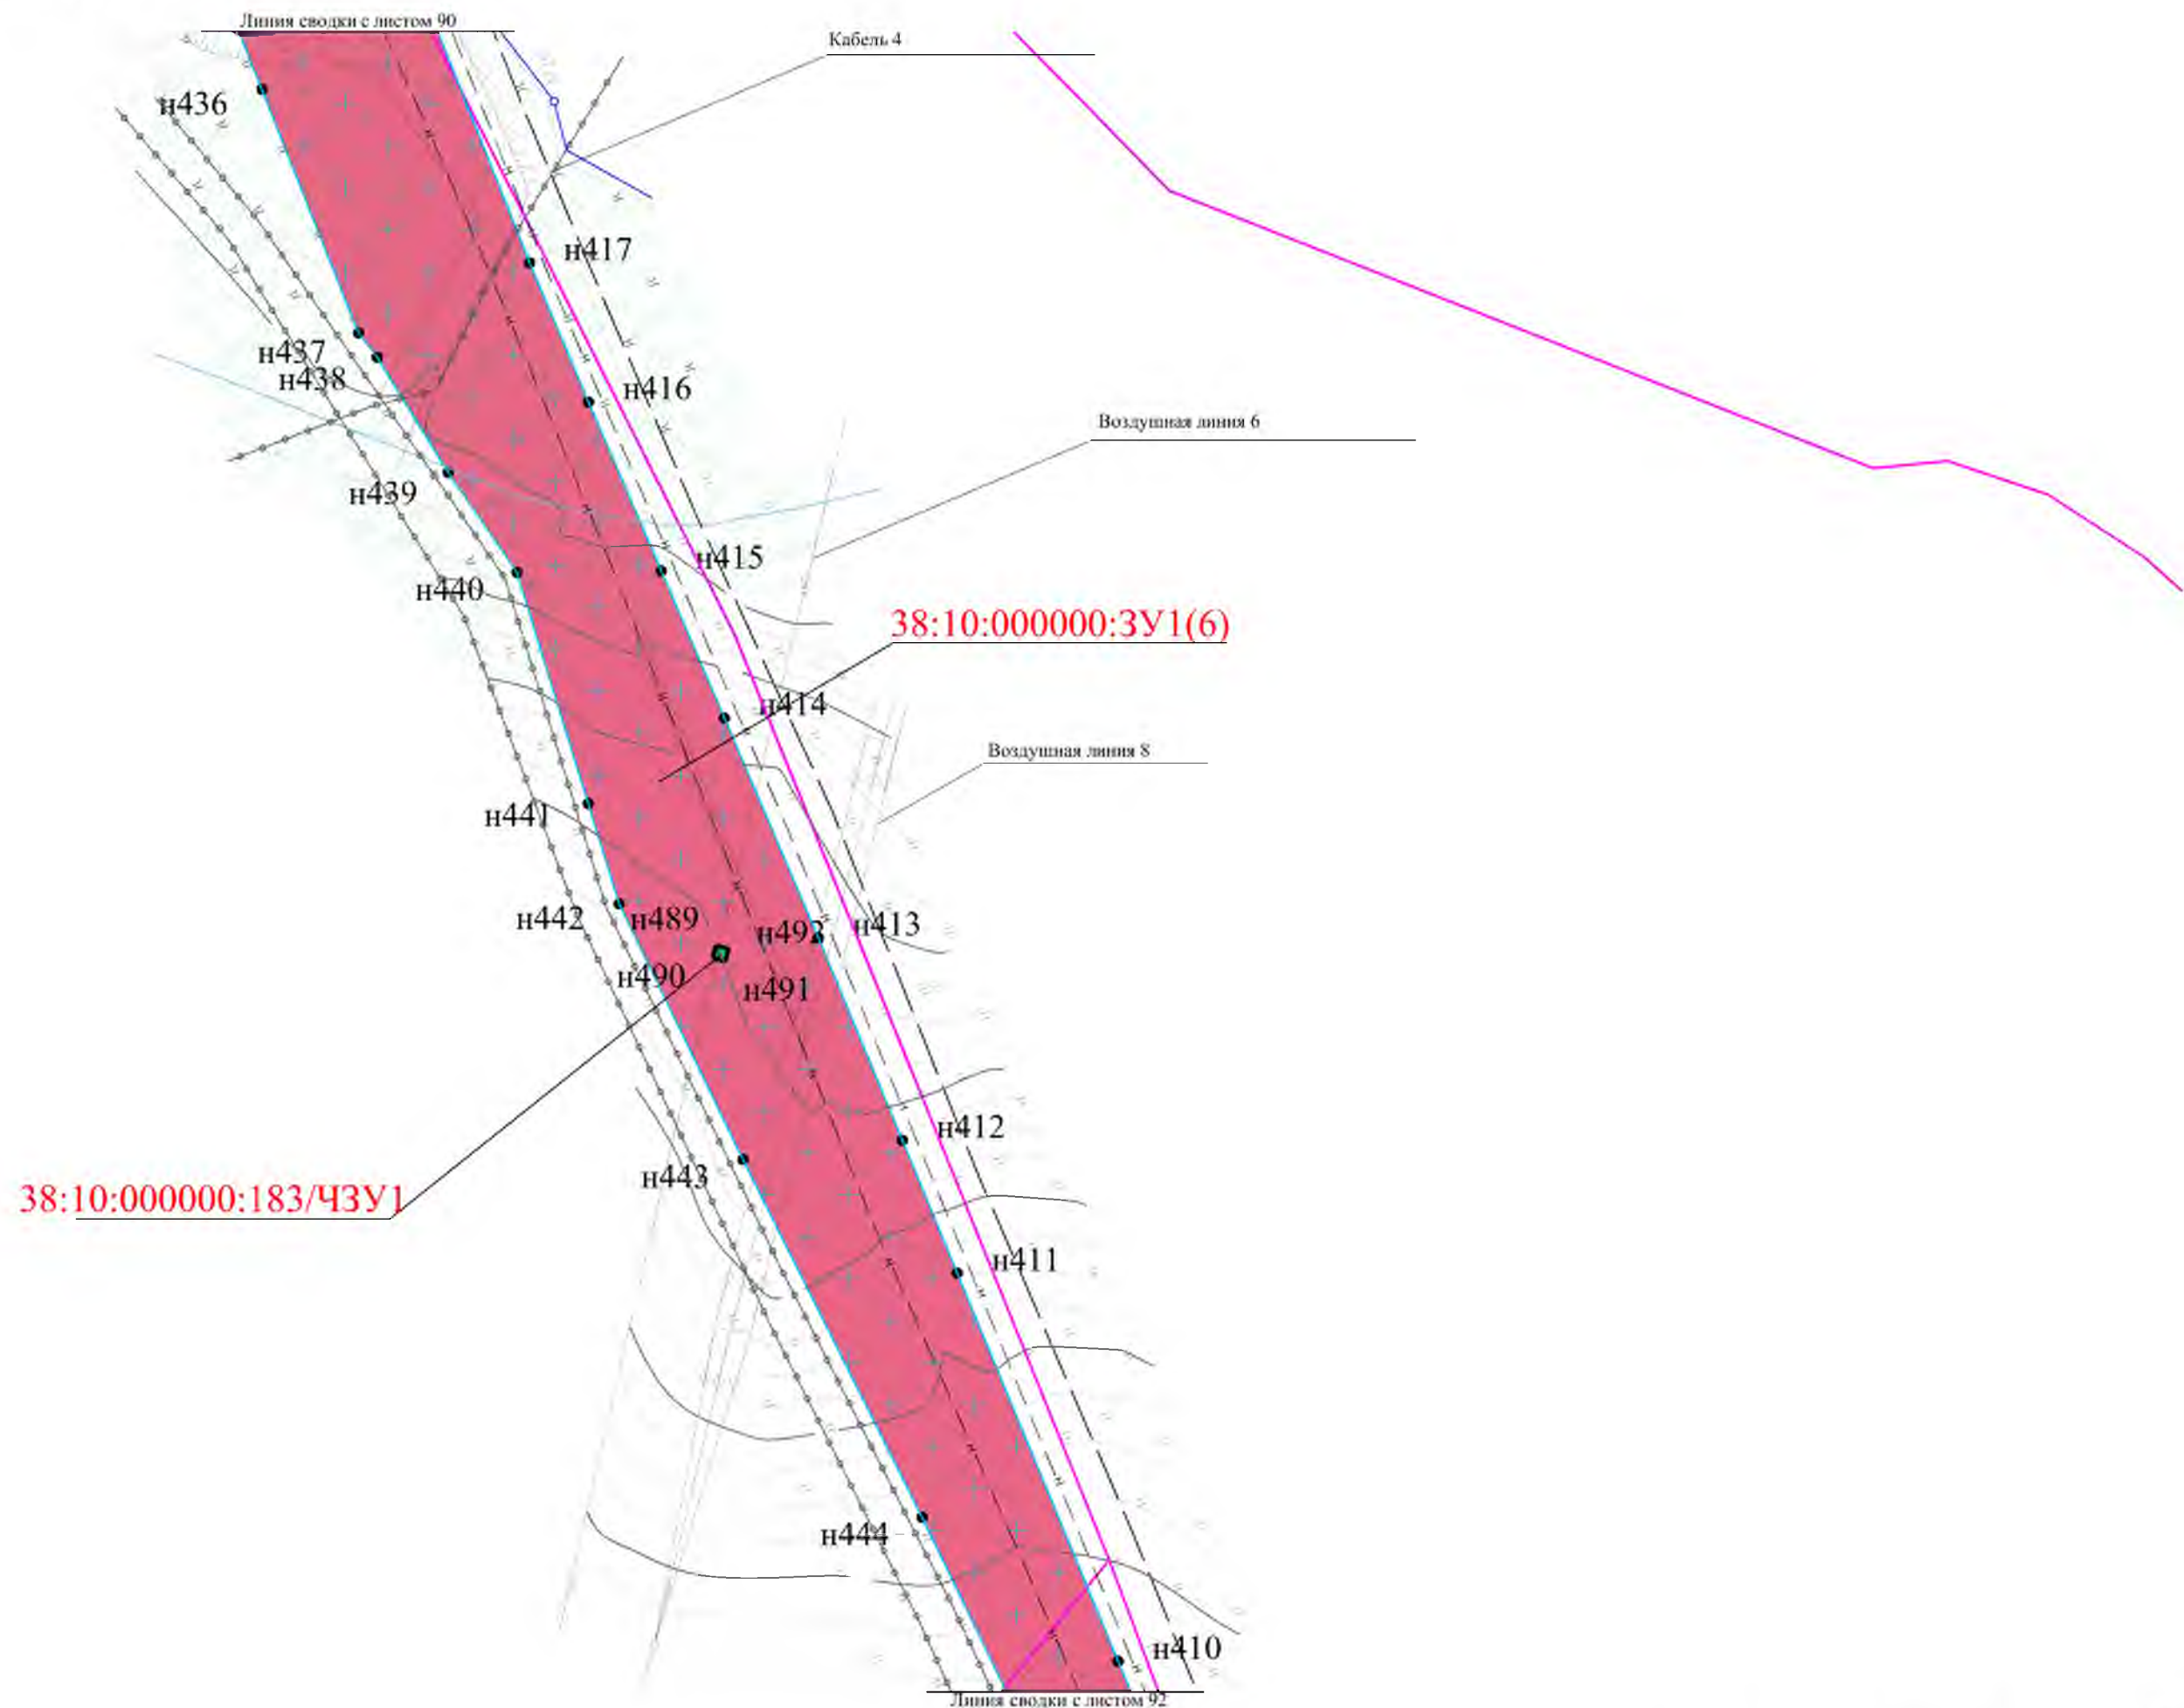 Линия сводки с листом 90
Кабель 4
н436
н417
н437
н438
н416
Воздушная линия 6
н439
н415
н440
38:10:000000:ЗУ1(6)
н414
Воздушная линия 8
н441
н442
н489
н492
н413
н490
н491
н412
н443
38:10:000000:183/ЧЗУ1
н411
н444
н410
Линия сводки с листом 92